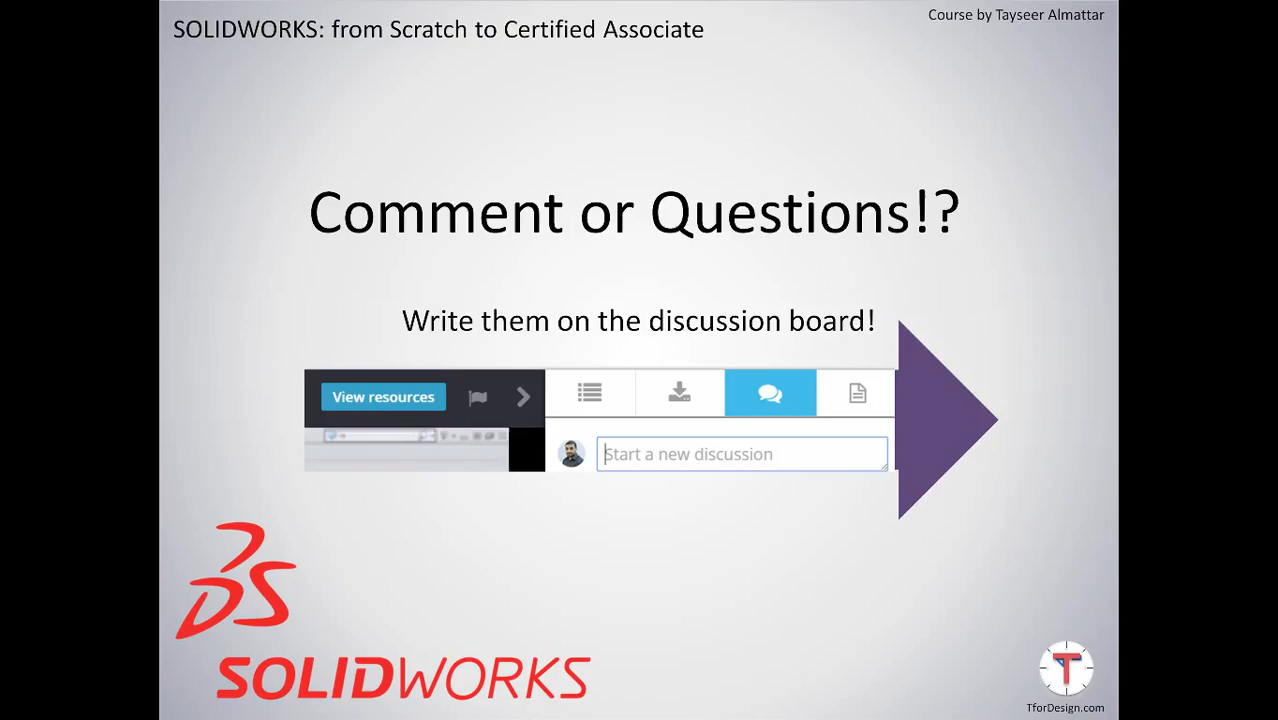 SOLIDWORKS: from Scratch to Certified Associate
Course by Tayseer Almattar
Comment or Questions!?
Write them on the discussion board!
View resources
Start a new discussion
SOLIDWORKS
T
TforDesign.com